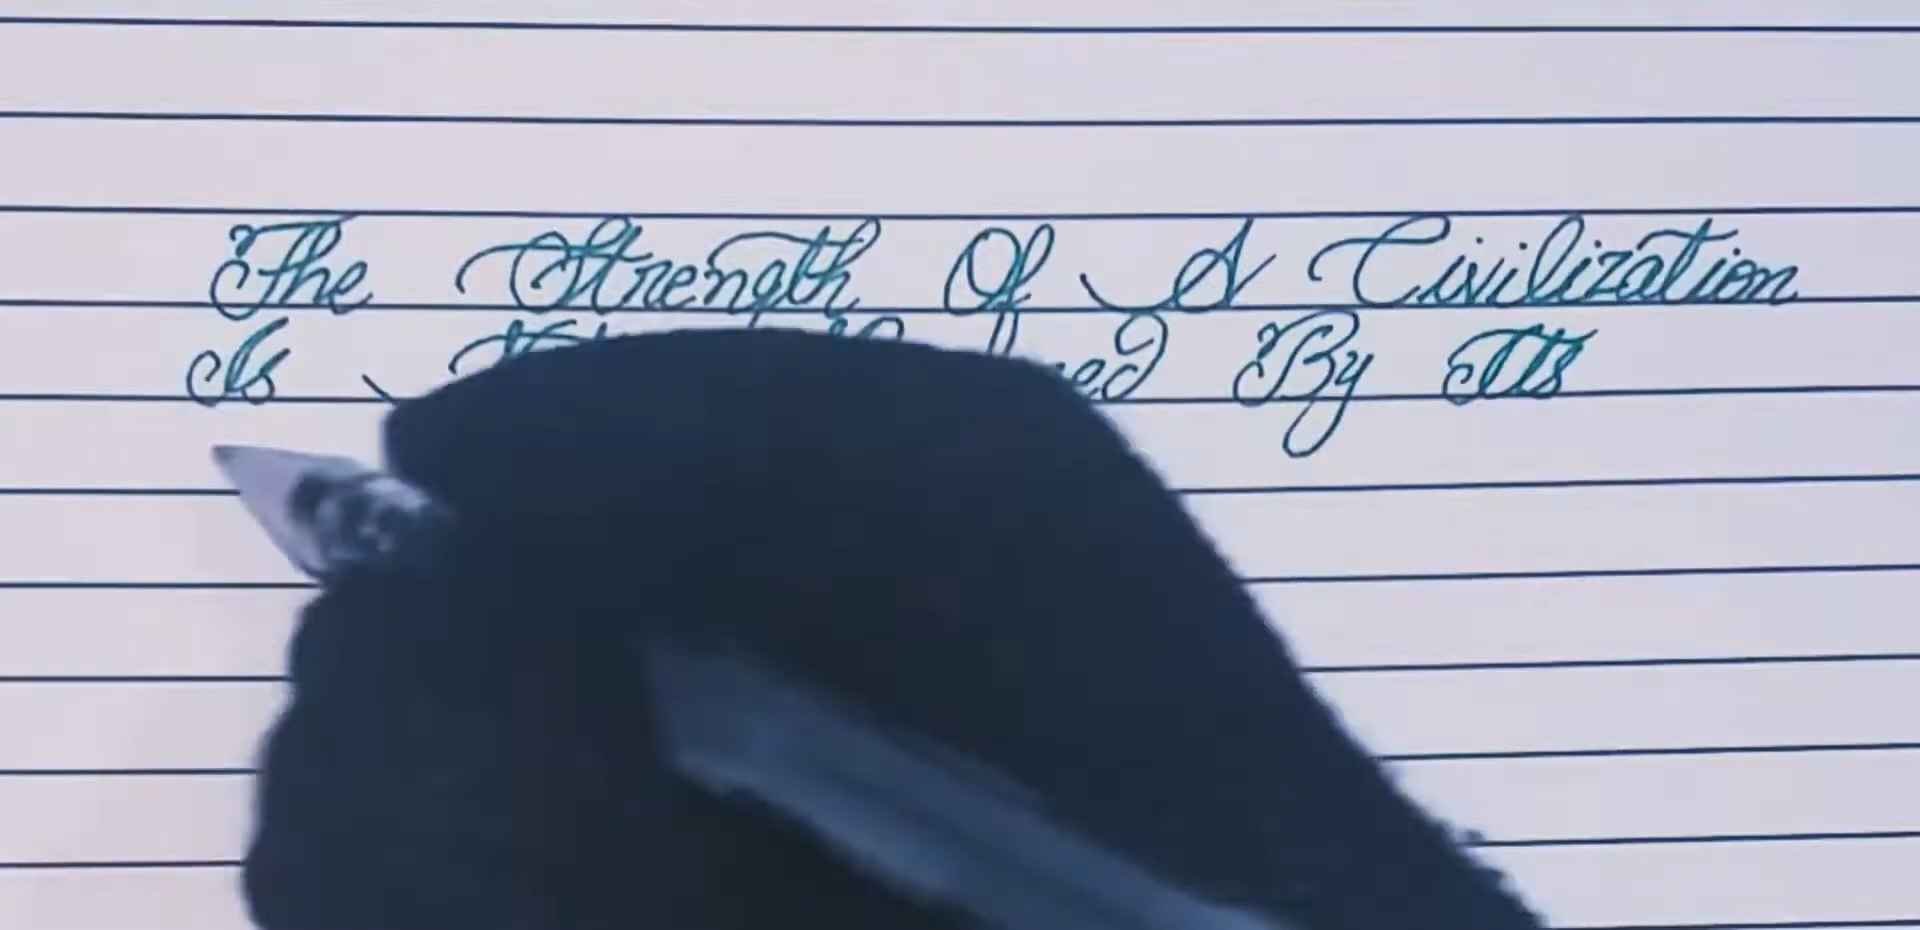 The Strength Of A Civilization
Is By Its